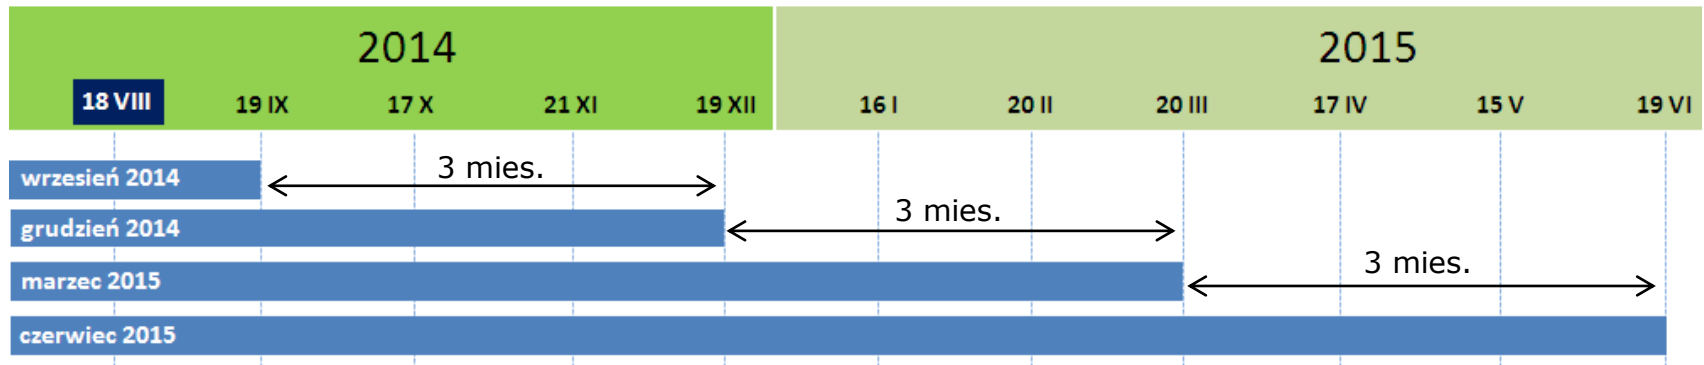 2014 2015
18 VIII 19 IX 17 X 21 XI 19 XII 16 I 20 II 20 III 17 IV 15 V 19 VI
wrzesień 2014 3 mies.
grudzień 2014 3 mies.
marzec 2015 3 mies.
czerwiec 2015